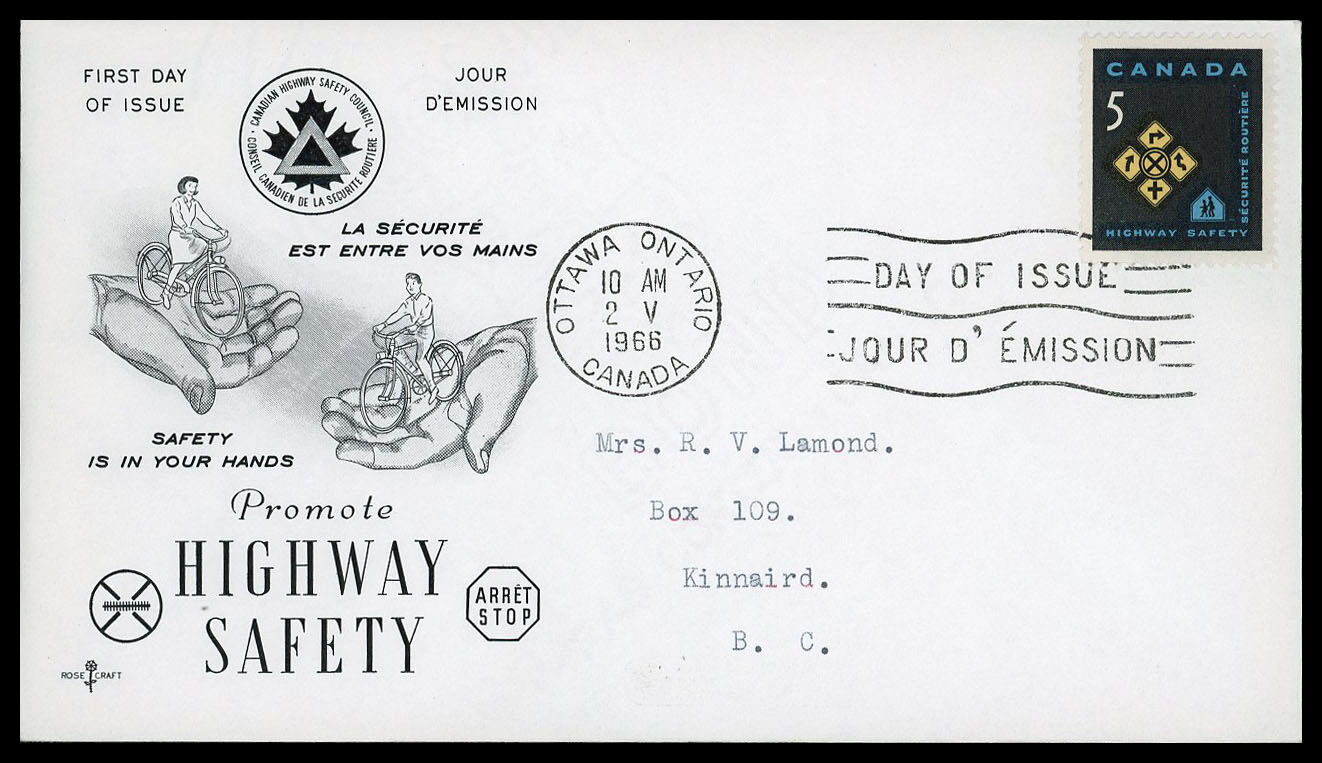 FIRST DAY
OF ISSUE
JOUR
D'EMISSION
· CANADIAN HIGHWAY SAFETY COUNCIL ·
CONSEIL CANADIEN DE LA SECURITE ROUTIERE
LA SÉCURITÉ
EST ENTRE VOS MAINS
SAFETY
IS IN YOUR HANDS
Promote
HIGHWAY
SAFETY
ARRÊT
STOP
ROSE CRAFT
OTTAWA ONTARIO
10 AM
2 V
1966
CANADA
DAY OF ISSUE
JOUR D' ÉMISSION
CANADA
5
SÉCURITÉ ROUTIÈRE
HIGHWAY SAFETY
Mrs. R. V. Lamond.
Box 109.
Kinnaird.
B. C.